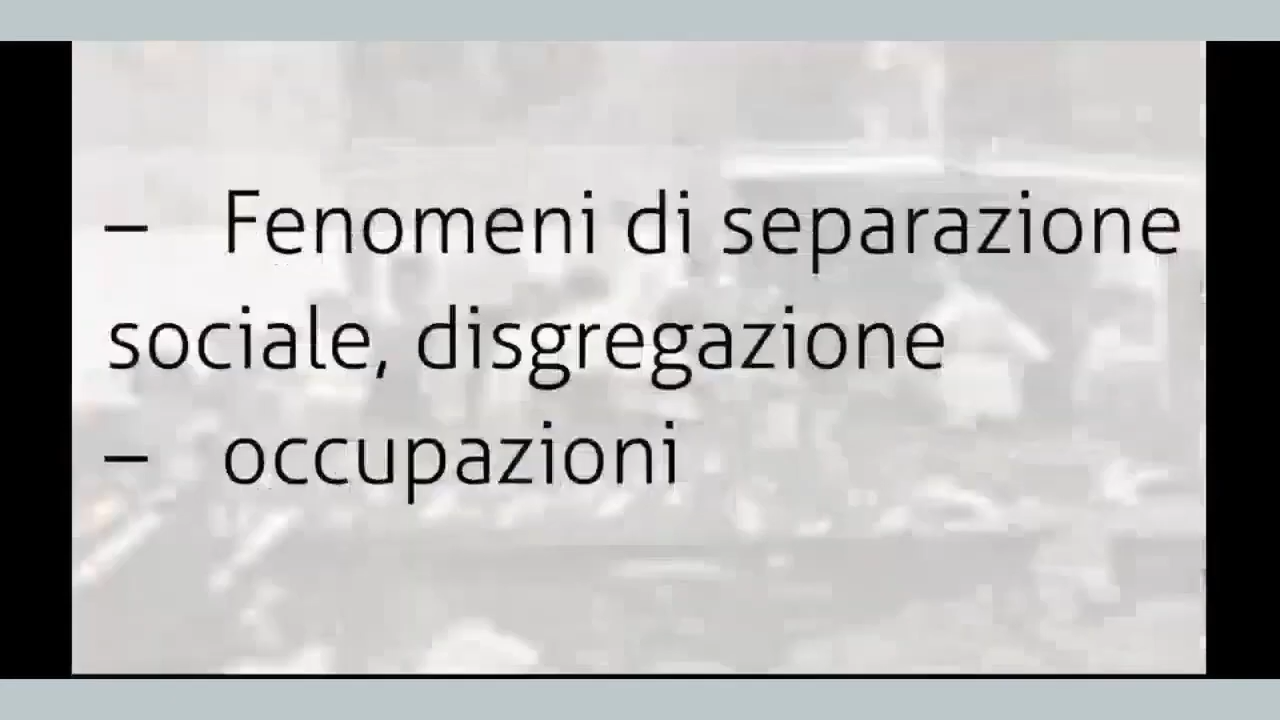 – Fenomeni di separazione
sociale, disgregazione
– occupazioni